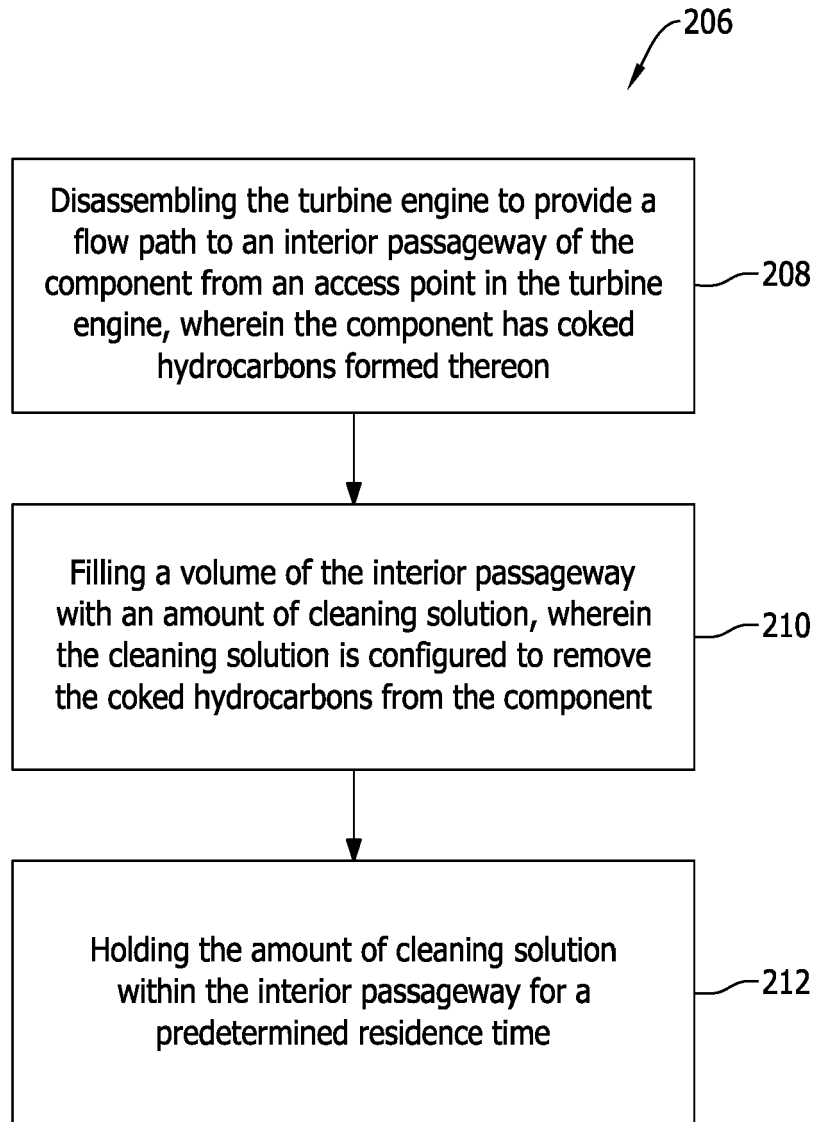 206
Disassembling the turbine engine to provide a
flow path to an interior passageway of the
component from an access point in the turbine
engine, wherein the component has coked
hydrocarbons formed thereon
208
Filling a volume of the interior passageway
with an amount of cleaning solution, wherein
the cleaning solution is configured to remove
the coked hydrocarbons from the component
210
Holding the amount of cleaning solution
within the interior passageway for a
predetermined residence time
212